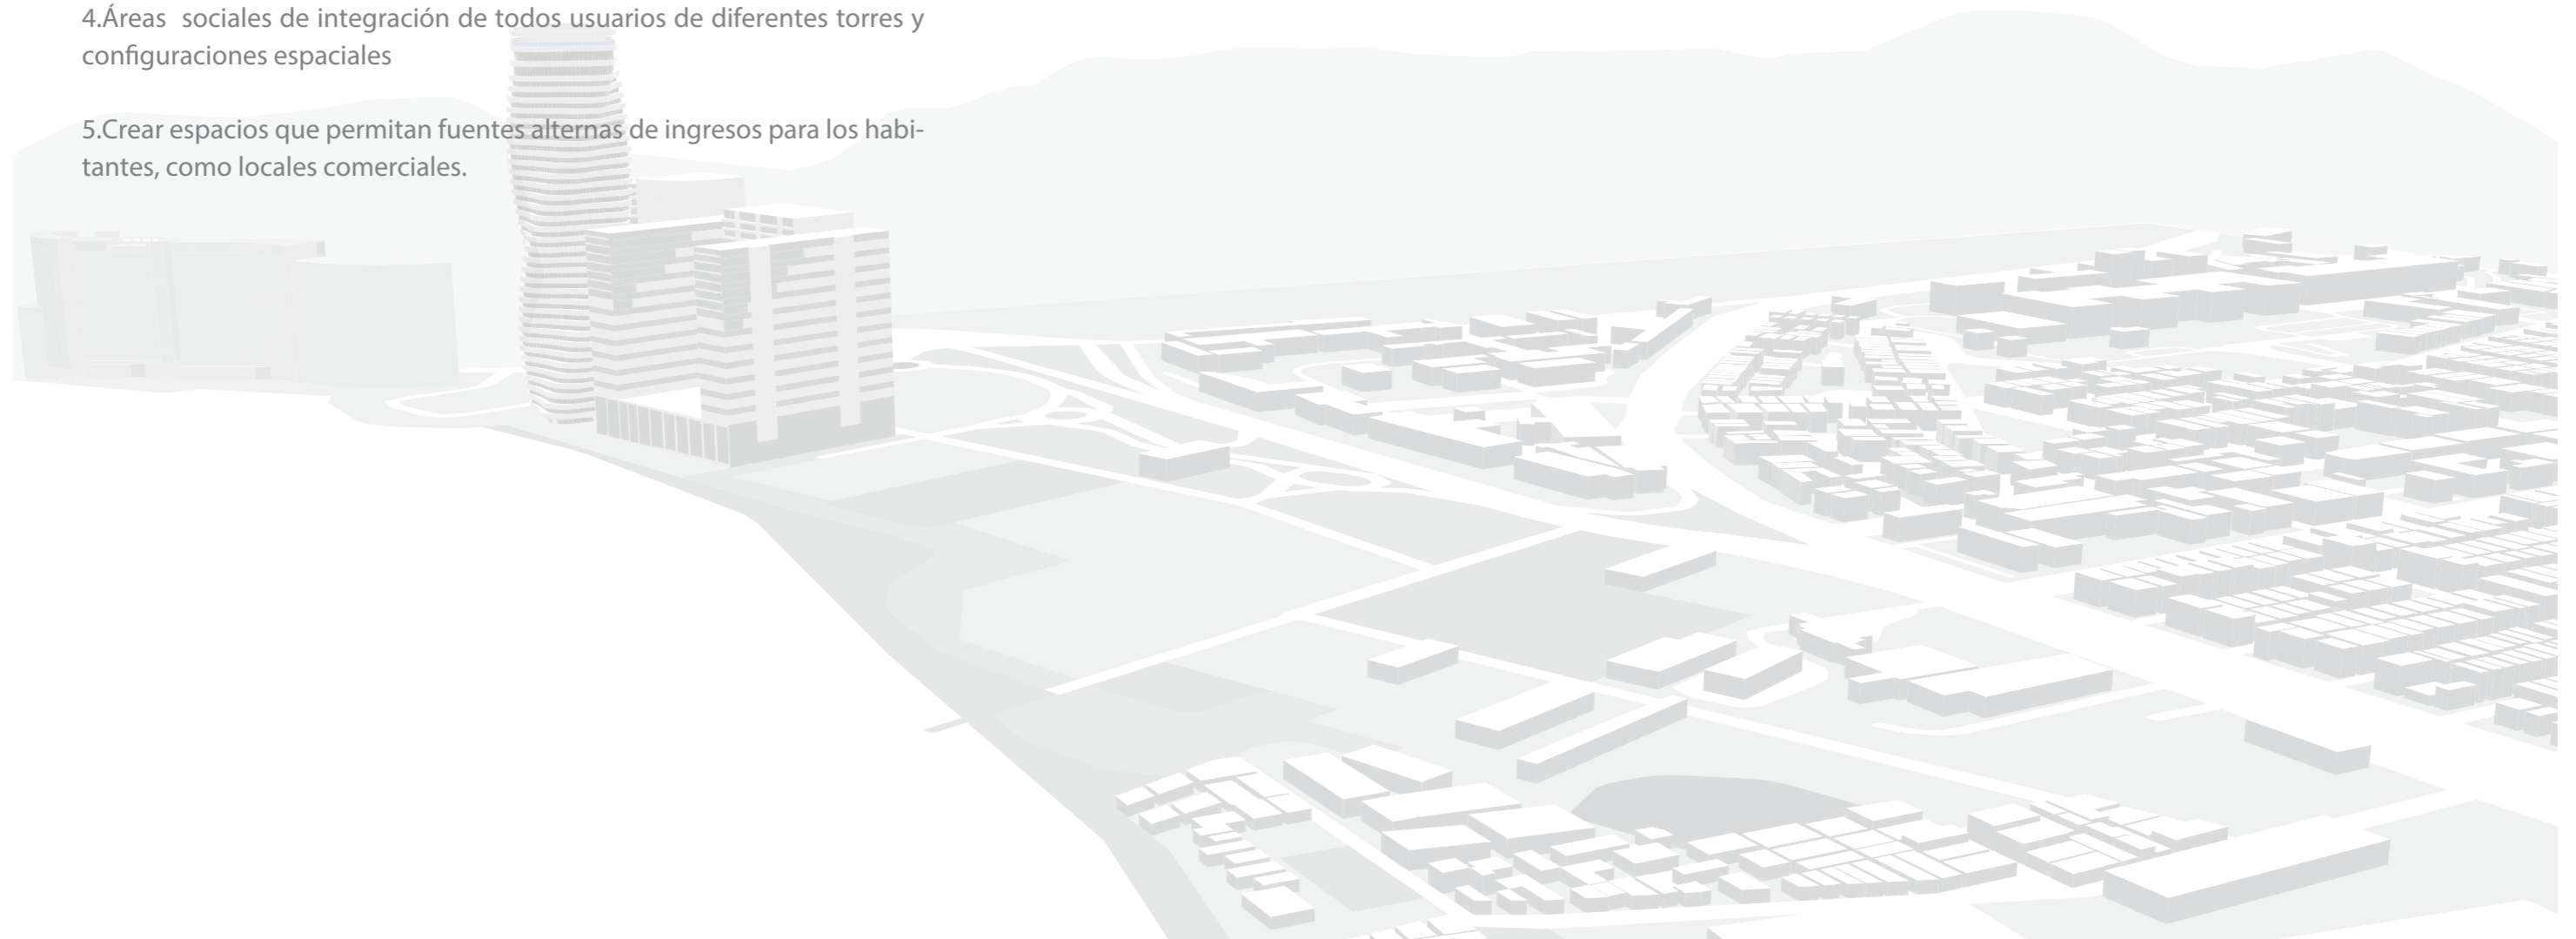 4.Áreas  sociales de integración de todos usuarios de diferentes torres y
configuraciones espaciales
5.Crear espacios que permitan fuentes alternas de ingresos para los habi-
tantes, como locales comerciales.